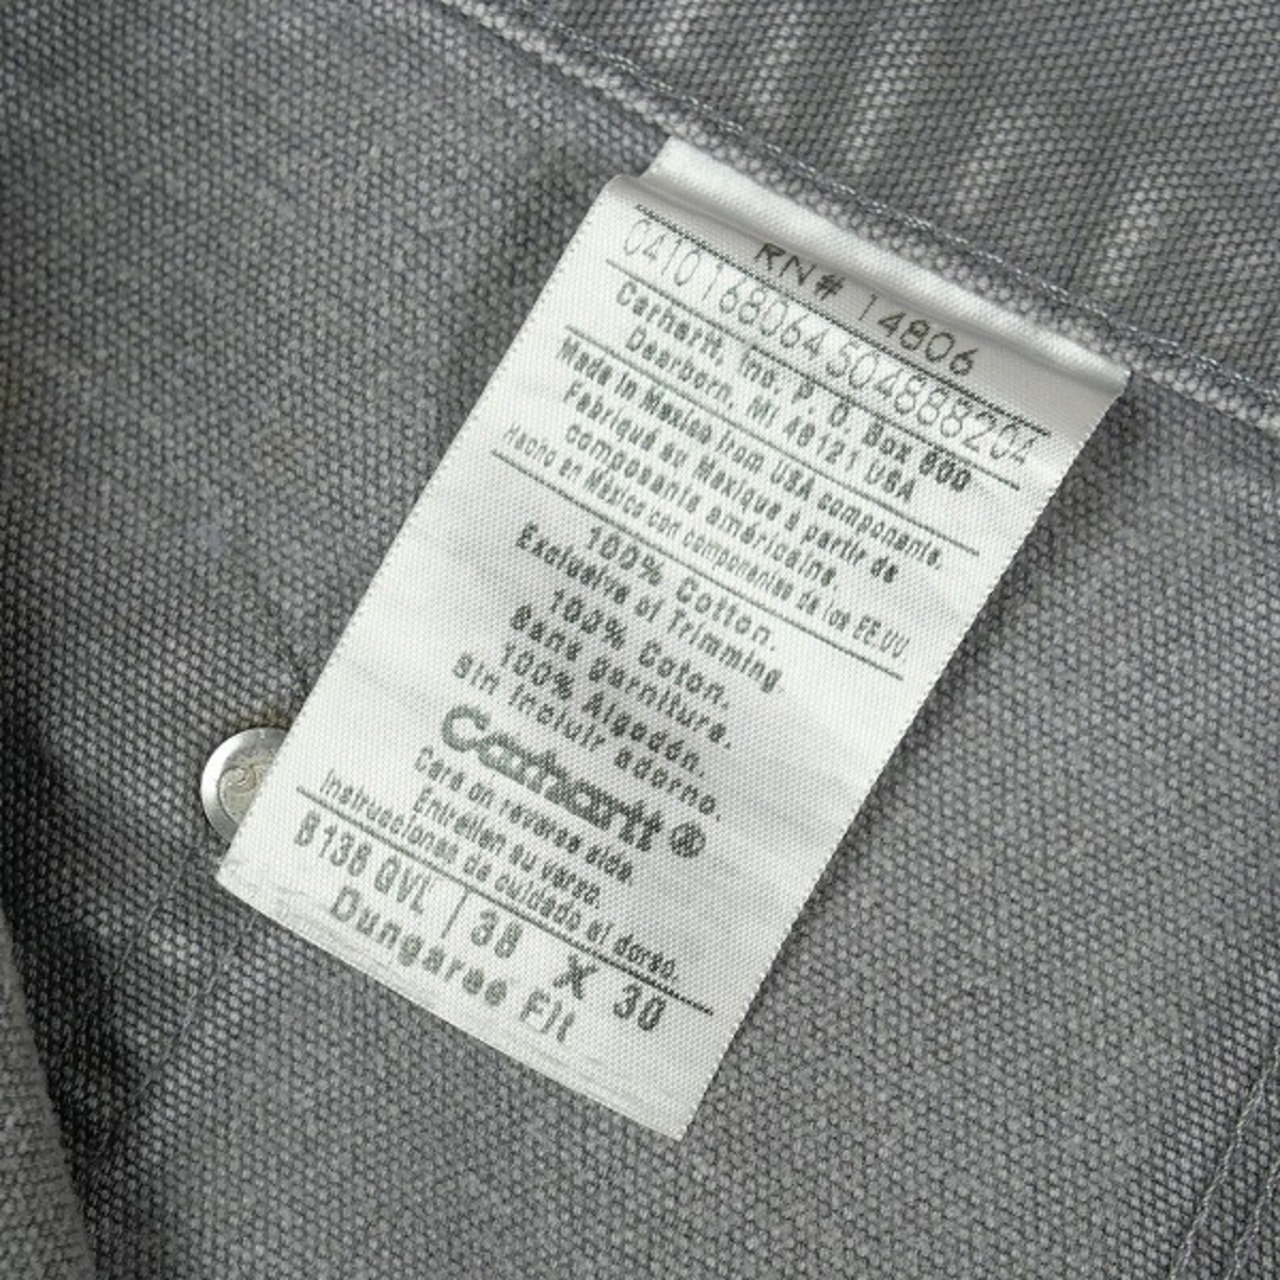 RN# 14806
0410168064504888204
Carhartt, Inc. P. O. Box 600
Dearborn, MI 48121 USA
Made in Mexico from USA components.
Fabriqué au Mexique à partir de
composants américains.
Hecho en México con componentes de los EE.UU.
100% Cotton.
Exclusive of Trimming
100% Coton.
Sans garniture.
100% Algodón.
Sin incluir adorno.
Carhartt®
Care on reverse side.
Entretien au verso.
Instrucciones de cuidado al dorso.
B136 GVL | 38 X 30
Dungaree Fit